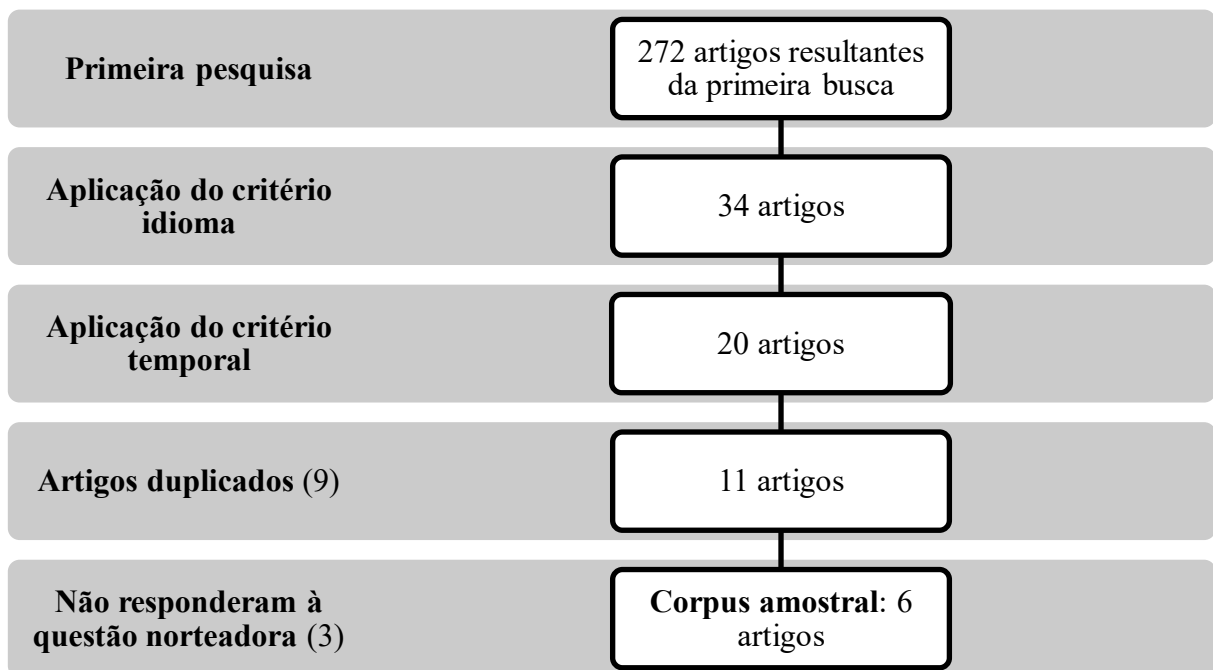 Primeira pesquisa
272 artigos resultantes
da primeira busca
Aplicação do critério
idioma
34 artigos
Aplicação do critério
temporal
20 artigos
Artigos duplicados (9)
11 artigos
Não responderam à
questão norteadora (3)
Corpus amostral: 6
artigos